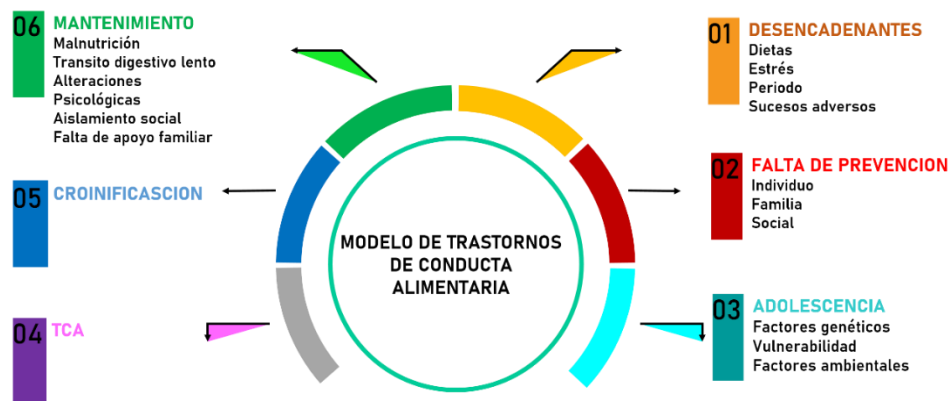 01 DESENCADENANTES
Dietas
Estrés
Periodo
Sucesos adversos
02 FALTA DE PREVENCION
Individuo
Familia
Social
03 ADOLESCENCIA
Factores genéticos
Vulnerabilidad
Factores ambientales
04 TCA
05 CROINIFICASCION
06 MANTENIMIENTO
Malnutrición
Transito digestivo lento
Alteraciones
Psicológicas
Aislamiento social
Falta de apoyo familiar
MODELO DE TRASTORNOS
DE CONDUCTA
ALIMENTARIA